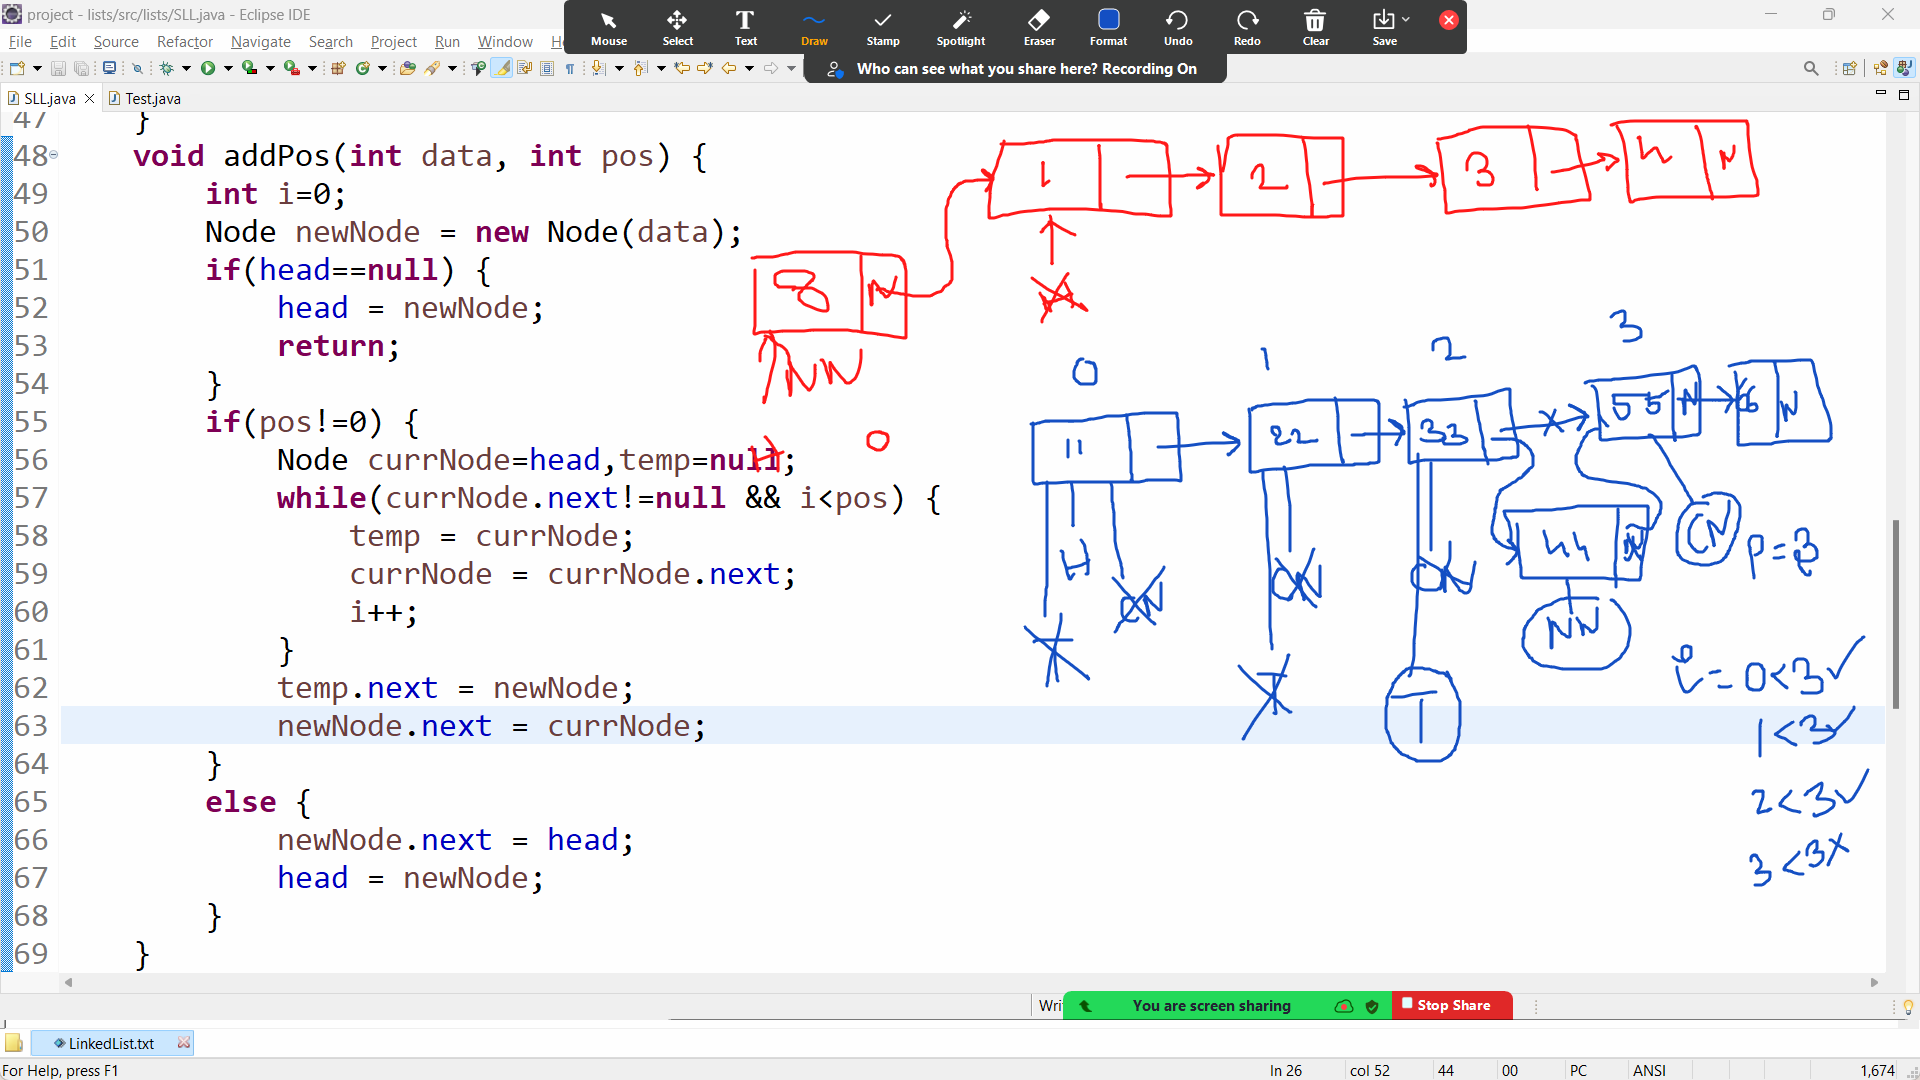 project - lists/src/lists/SLL.java - Eclipse IDE
File Edit Source Refactor Navigate Search Project Run Window
Mouse Select Text Draw Stamp Spotlight Eraser Format Undo Redo Clear Save
Who can see what you share here? Recording On
SLL.java Test.java
47 }
48 void addPos(int data, int pos) {
49 int i=0;
50 Node newNode = new Node(data);
51 if(head==null) {
52 head = newNode;
53 return;
54 }
55 if(pos!=0) {
56 Node currNode=head,temp=null;
57 while(currNode.next!=null && i<pos) {
58 temp = currNode;
59 currNode = currNode.next;
60 i++;
61 }
62 temp.next = newNode;
63 newNode.next = currNode;
64 }
65 else {
66 newNode.next = head;
67 head = newNode;
68 }
69 }
1 2 3 4 N
8 N
NN
H
0
0 1 2 3
11 22 33 55 N 66 N
44 N
H CN CN CN CN
T T T
NN
P=3
i=0<3✓
1<3✓
2<3✓
3<3X
Wri
You are screen sharing
Stop Share
LinkedList.txt
For Help, press F1 ln 26 col 52 44 00 PC ANSI 1,674